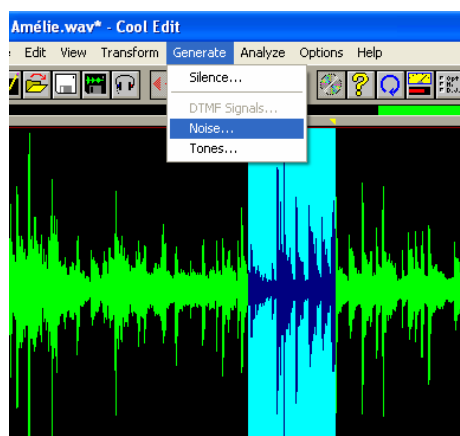 Amélie.wav* - Cool Edit
Edit View Transform Generate Analyze Options Help
Silence...
DTMF Signals...
Noise...
Tones...